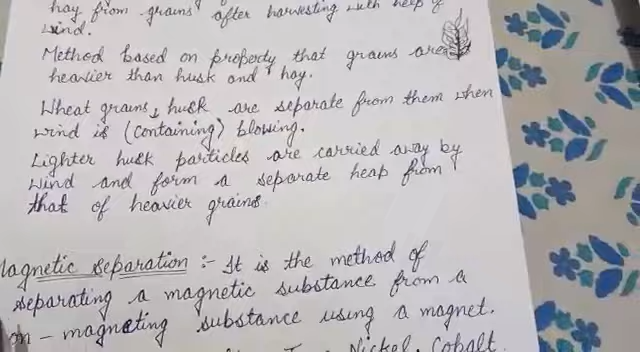 hay from grains after harvesting with help of
wind.
Method based on property that grains are
heavier than husk and hay.
Wheat grains, husk are separate from them when
wind is (containing) blowing.
Lighter husk particles are carried away by
wind and form a separate heap from
that of heavier grains.
Magnetic Separation :- It is the method of
separating a magnetic substance from a
non-magneting substance using a magnet.
Nickel, Cobalt